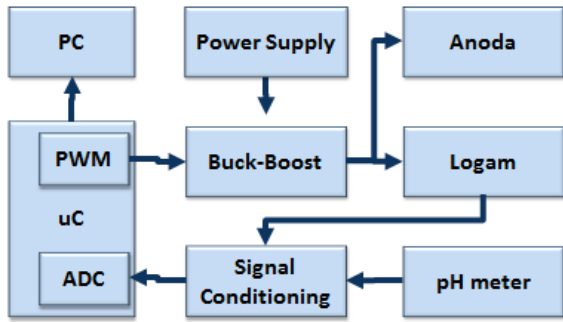 PC
Power Supply
Anoda
PWM
Buck-Boost
Logam
uC
ADC
Signal
Conditioning
pH meter